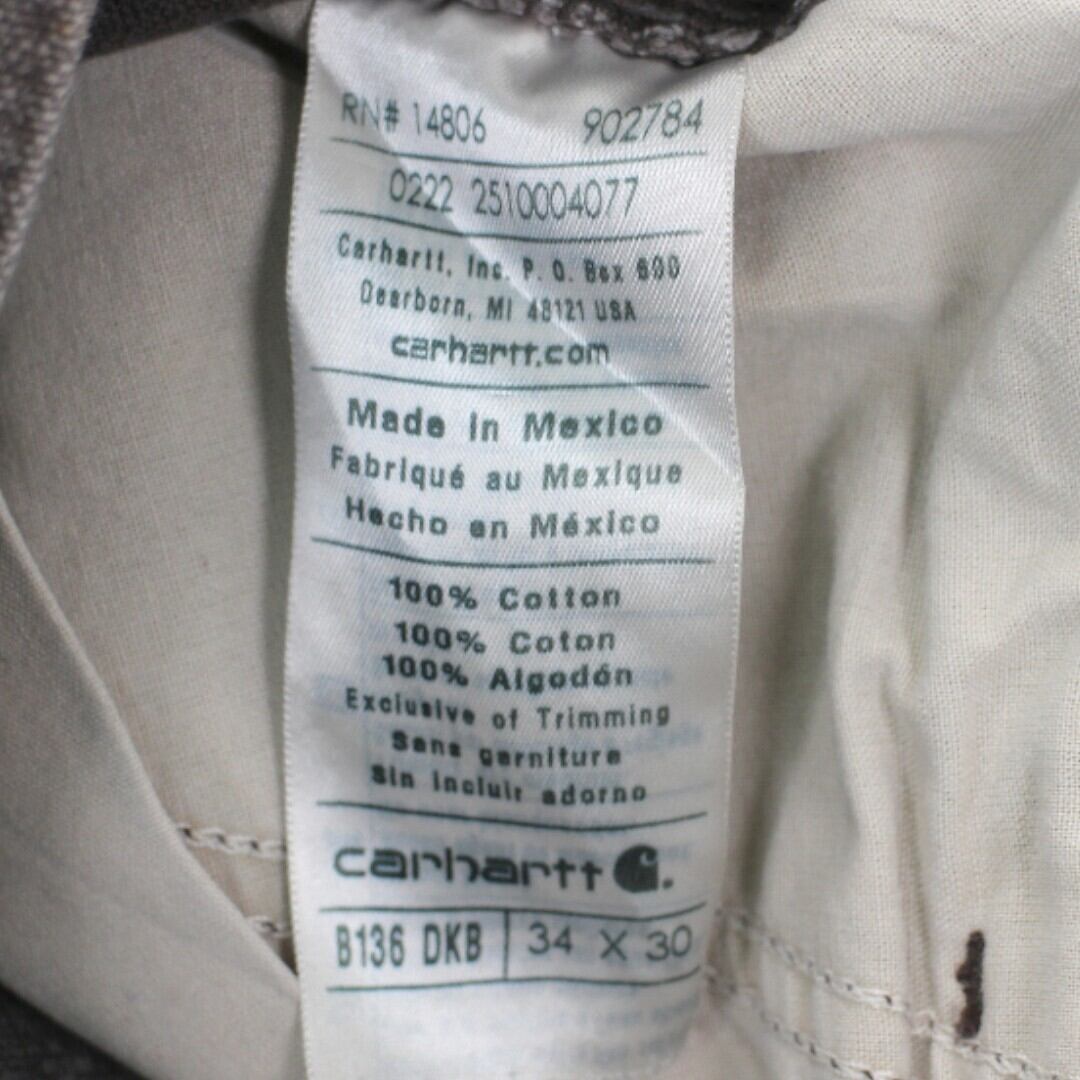 RN# 14806 902784
0222 2510004077
Carhartt, Inc. P. O. Box 600
Dearborn, MI 48121 USA
carhartt.com
Made in Mexico
Fabriqué au Mexique
Hecho en México
100% Cotton
100% Coton
100% Algodón
Exclusive of Trimming
Sans garniture
Sin incluir adorno
carhartt
B136 DKB 34 X 30